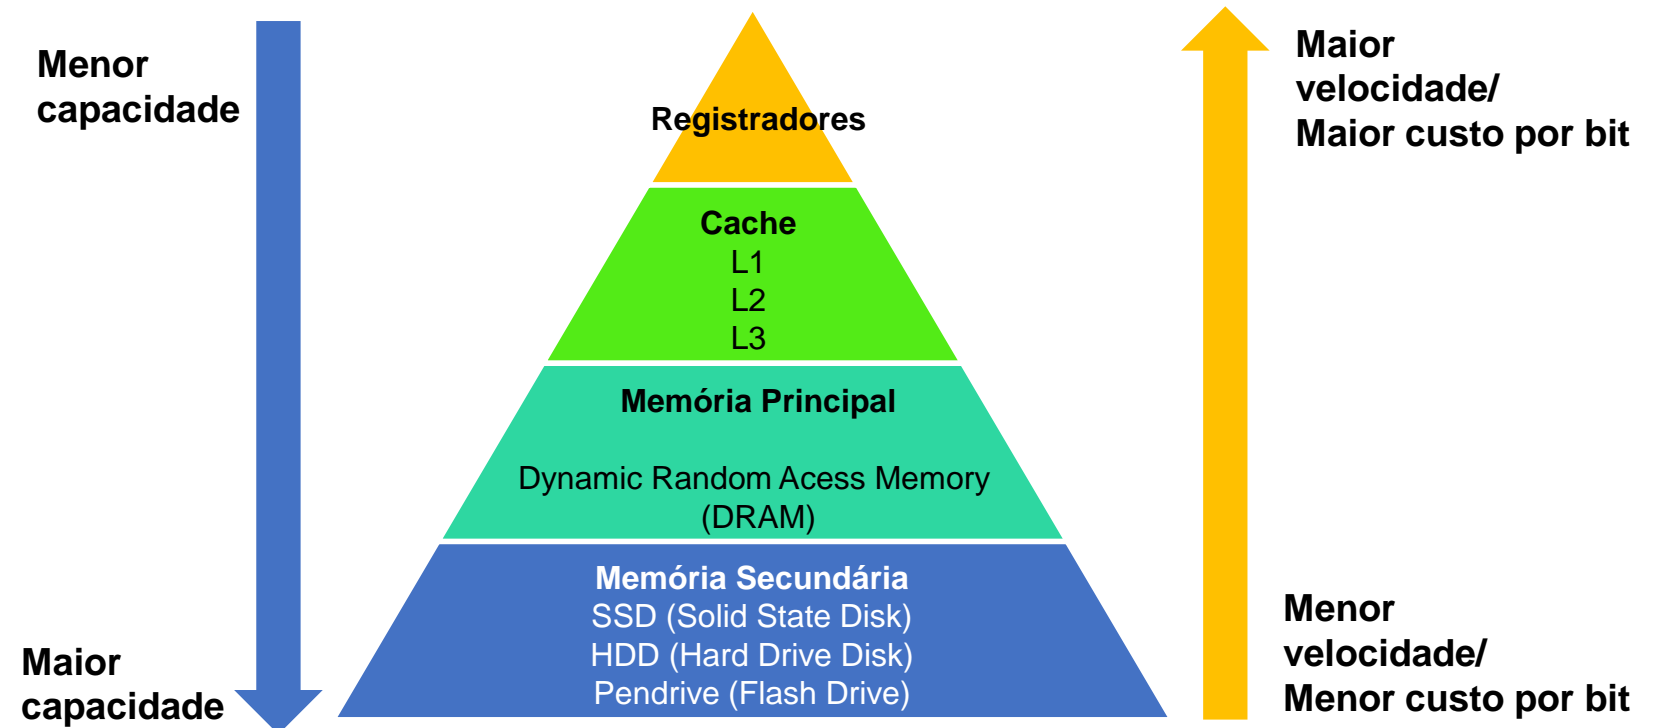 Menor
capacidade
Maior
velocidade/
Maior custo por bit
Registradores
Cache
L1
L2
L3
Memória Principal
Dynamic Random Acess Memory
(DRAM)
Memória Secundária
SSD (Solid State Disk)
HDD (Hard Drive Disk)
Pendrive (Flash Drive)
Maior
capacidade
Menor
velocidade/
Menor custo por bit